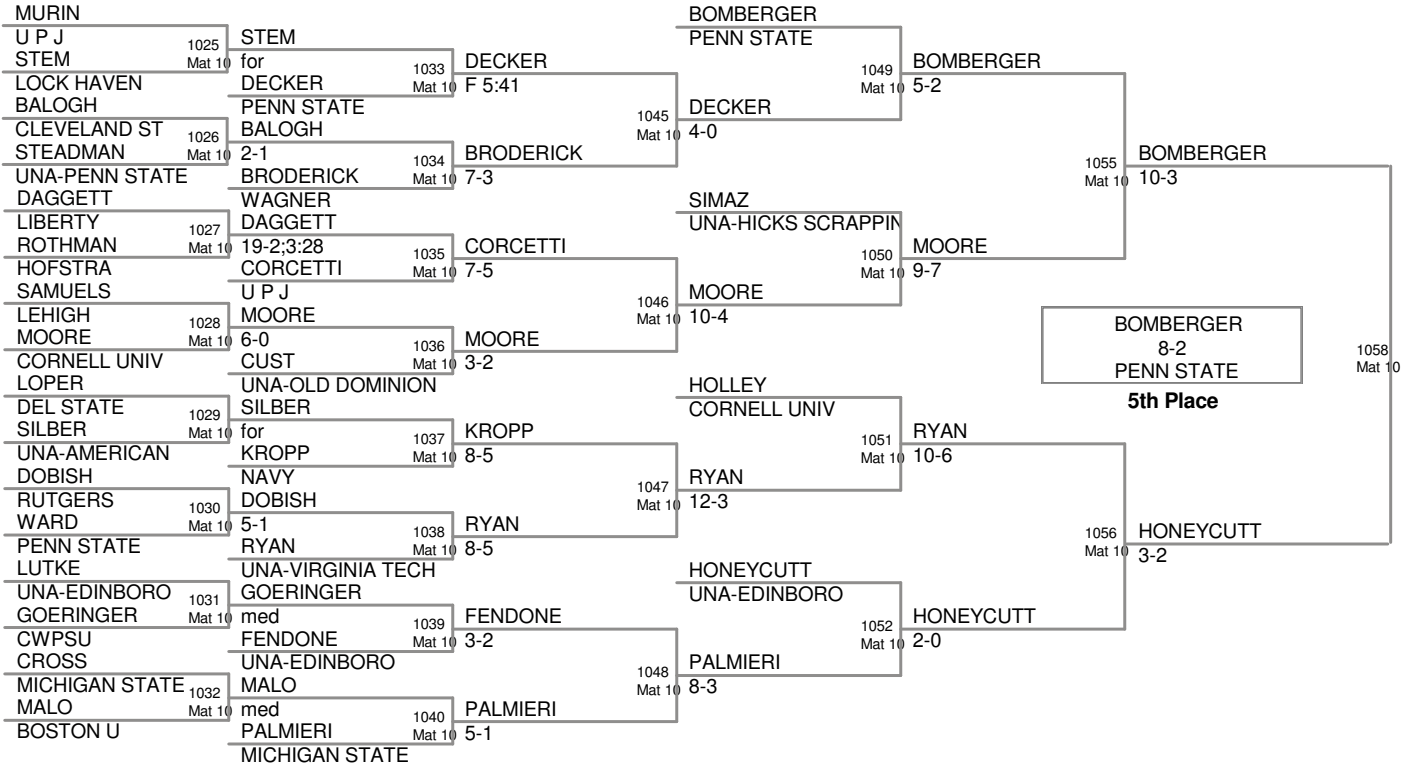 MURIN
U P J
STEM
LOCK HAVEN
BALOGH
CLEVELAND ST
STEADMAN
UNA-PENN STATE
DAGGETT
LIBERTY
ROTHMAN
HOFSTRA
SAMUELS
LEHIGH
MOORE
CORNELL UNIV
LOPER
DEL STATE
SILBER
UNA-AMERICAN
DOBISH
RUTGERS
WARD
PENN STATE
LUTKE
UNA-EDINBORO
GOERINGER
CWPSU
CROSS
MICHIGAN STATE
MALO
BOSTON U
1025
Mat 10
1026
Mat 10
1027
Mat 10
1028
Mat 10
1029
Mat 10
1030
Mat 10
1031
Mat 10
1032
Mat 10
STEM
for
DECKER
PENN STATE
BALOGH
2-1
BRODERICK
WAGNER
DAGGETT
19-2;3:28
CORCETTI
U P J
MOORE
6-0
CUST
UNA-OLD DOMINION
SILBER
for
KROPP
NAVY
DOBISH
5-1
RYAN
UNA-VIRGINIA TECH
GOERINGER
med
FENDONE
UNA-EDINBORO
MALO
med
PALMIERI
MICHIGAN STATE
1033
Mat 10
1034
Mat 10
1035
Mat 10
1036
Mat 10
1037
Mat 10
1038
Mat 10
1039
Mat 10
1040
Mat 10
DECKER
F 5:41
BRODERICK
7-3
CORCETTI
7-5
MOORE
3-2
KROPP
8-5
RYAN
8-5
FENDONE
3-2
PALMIERI
5-1
1045
Mat 10
1046
Mat 10
1047
Mat 10
1048
Mat 10
BOMBERGER
PENN STATE
DECKER
4-0
SIMAZ
UNA-HICKS SCRAPPIN
MOORE
10-4
HOLLEY
CORNELL UNIV
RYAN
12-3
HONEYCUTT
UNA-EDINBORO
PALMIERI
8-3
1049
Mat 10
1050
Mat 10
1051
Mat 10
1052
Mat 10
BOMBERGER
5-2
MOORE
9-7
RYAN
10-6
HONEYCUTT
2-0
1055
Mat 10
1056
Mat 10
BOMBERGER
10-3
HONEYCUTT
3-2
1058
Mat 10
BOMBERGER
8-2
PENN STATE
5th Place